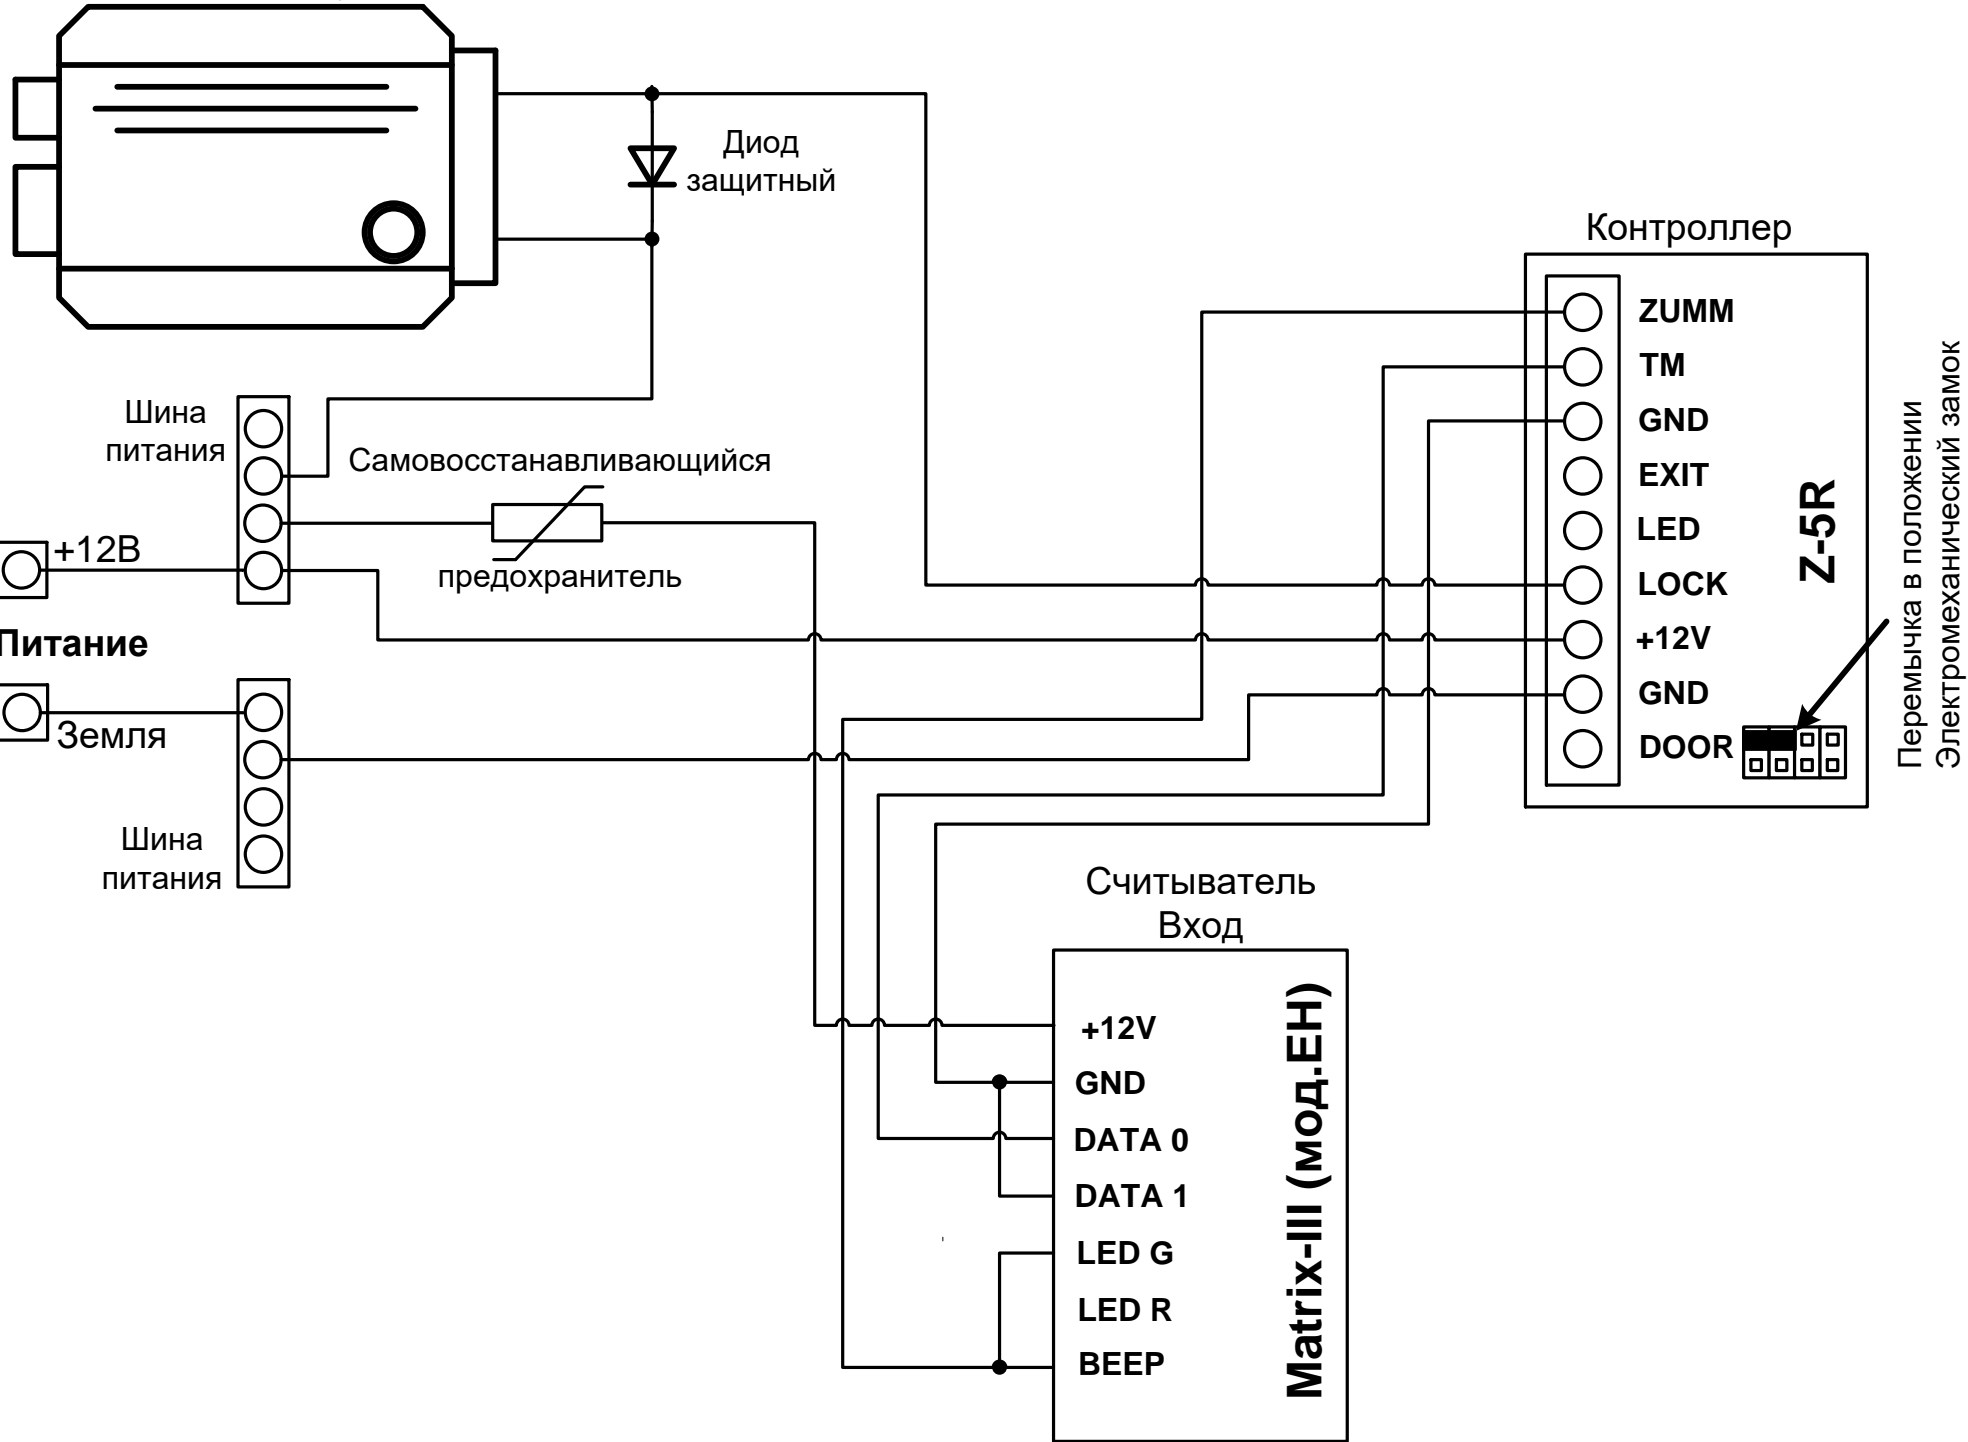 Диод
защитный
Контроллер
ZUMM
TM
GND
EXIT
LED
LOCK
+12V
GND
DOOR
Z-5R
Перемычка в положении
Электромеханический замок
Шина
питания
Самовосстанавливающийся
предохранитель
+12В
Питание
Земля
Шина
питания
Считыватель
Вход
+12V
GND
DATA 0
DATA 1
LED G
LED R
BEEP
Matrix-III (мод.EH)